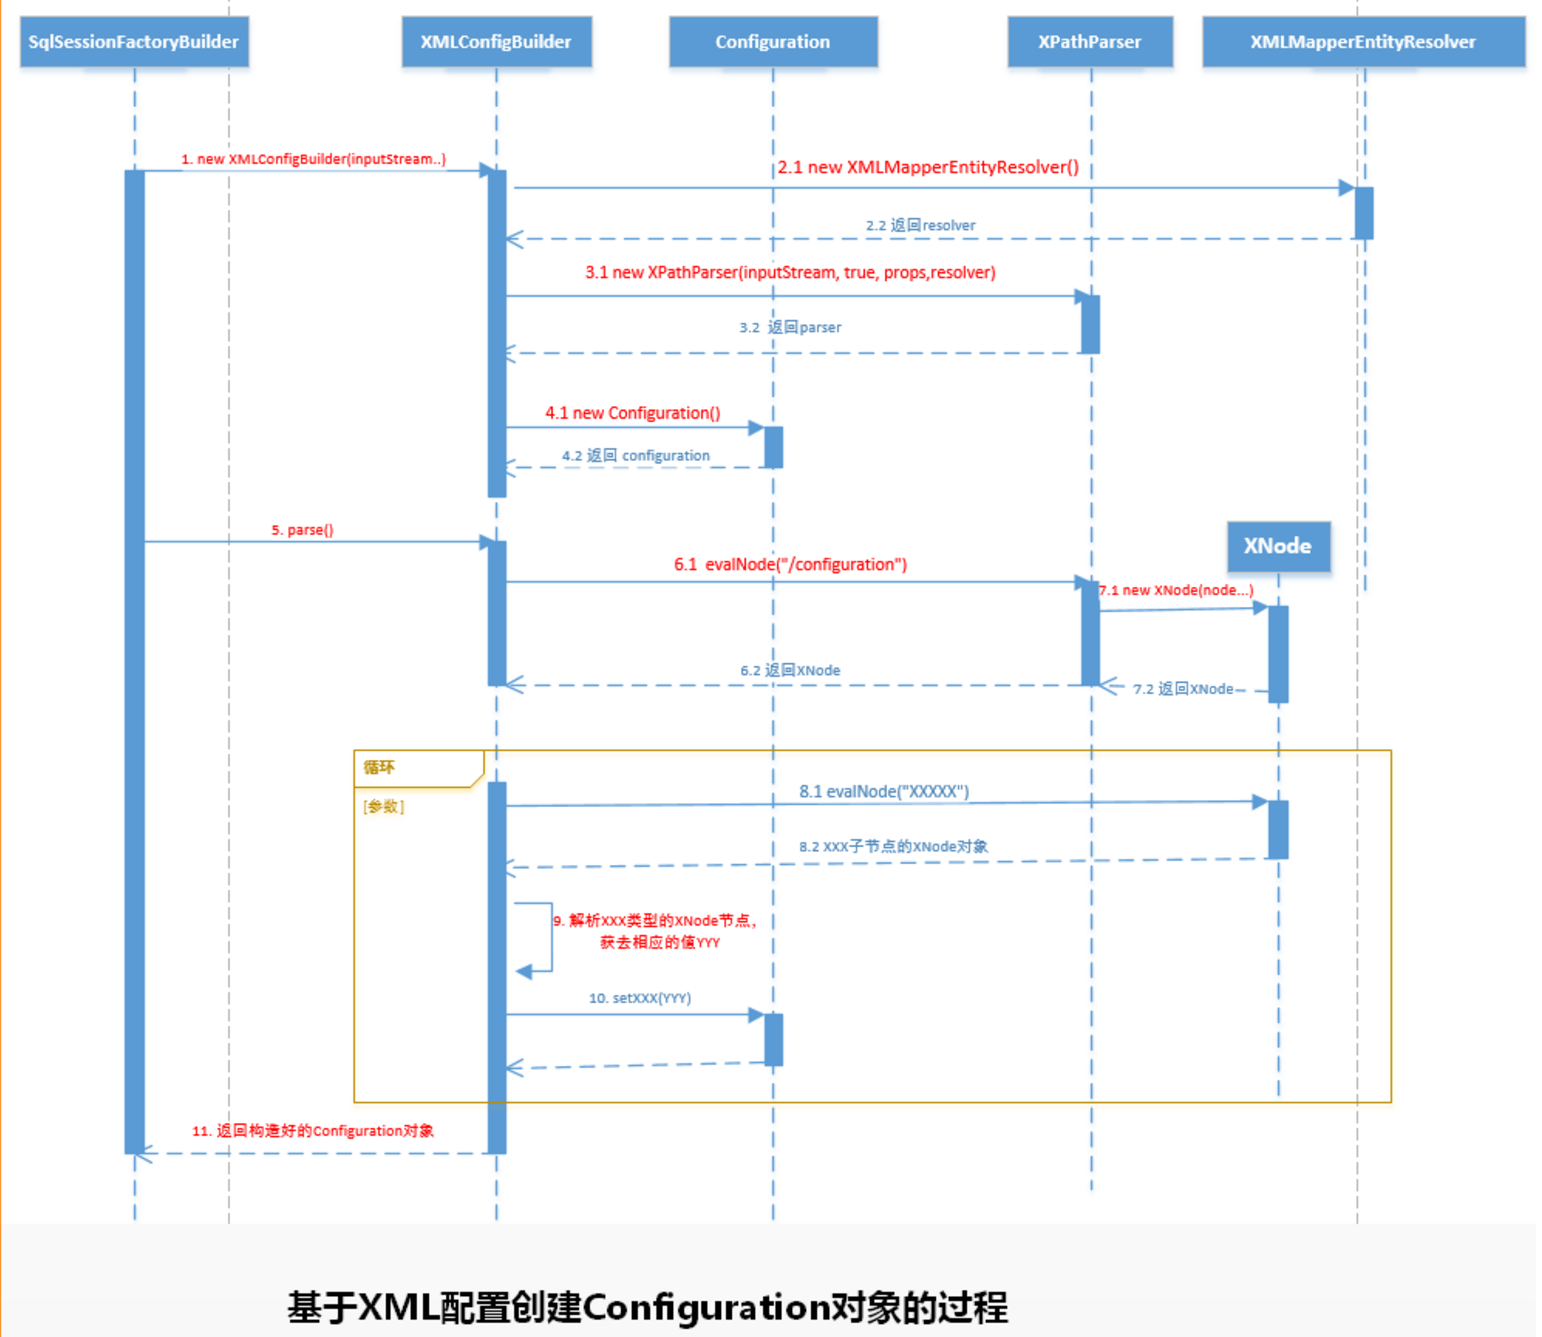 SqlSessionFactoryBuilder
XMLConfigBuilder
Configuration
XPathParser
XMLMapperEntityResolver
1. new XMLConfigBuilder(inputStream..)
2.1 new XMLMapperEntityResolver()
2.2 返回resolver
3.1 new XPathParser(inputStream, true, props,resolver)
3.2 返回parser
4.1 new Configuration()
4.2 返回 configuration
5. parse()
XNode
6.1 evalNode("/configuration")
7.1 new XNode(node...)
6.2 返回XNode
7.2 返回XNode
循环
[参数]
8.1 evalNode("XXXXX")
8.2 XXX子节点的XNode对象
9. 解析XXX类型的XNode节点，
获去相应的值YYY
10. setXXX(YYY)
11. 返回构造好的Configuration对象
基于XML配置创建Configuration对象的过程